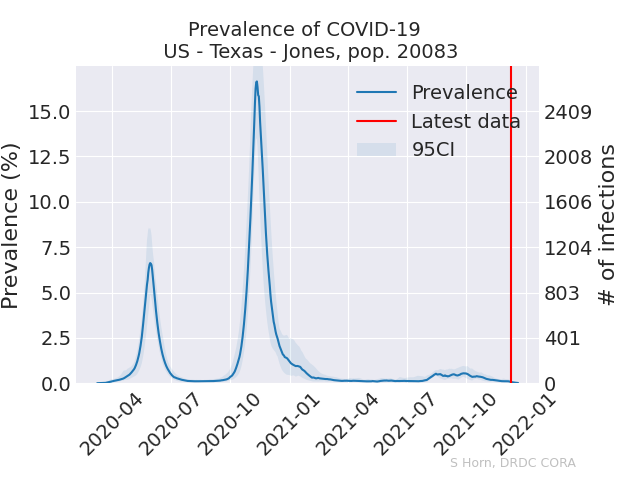 Prevalence of COVID-19
US - Texas - Jones, pop. 20083
Prevalence
Latest data
95CI
Prevalence (%)
15.0
12.5
10.0
7.5
5.0
2.5
0.0
2409
2008
1606
1204
803
401
0
# of infections
2020-04
2020-07
2020-10
2021-01
2021-04
2021-07
2021-10
2022-01
S Horn, DRDC CORA